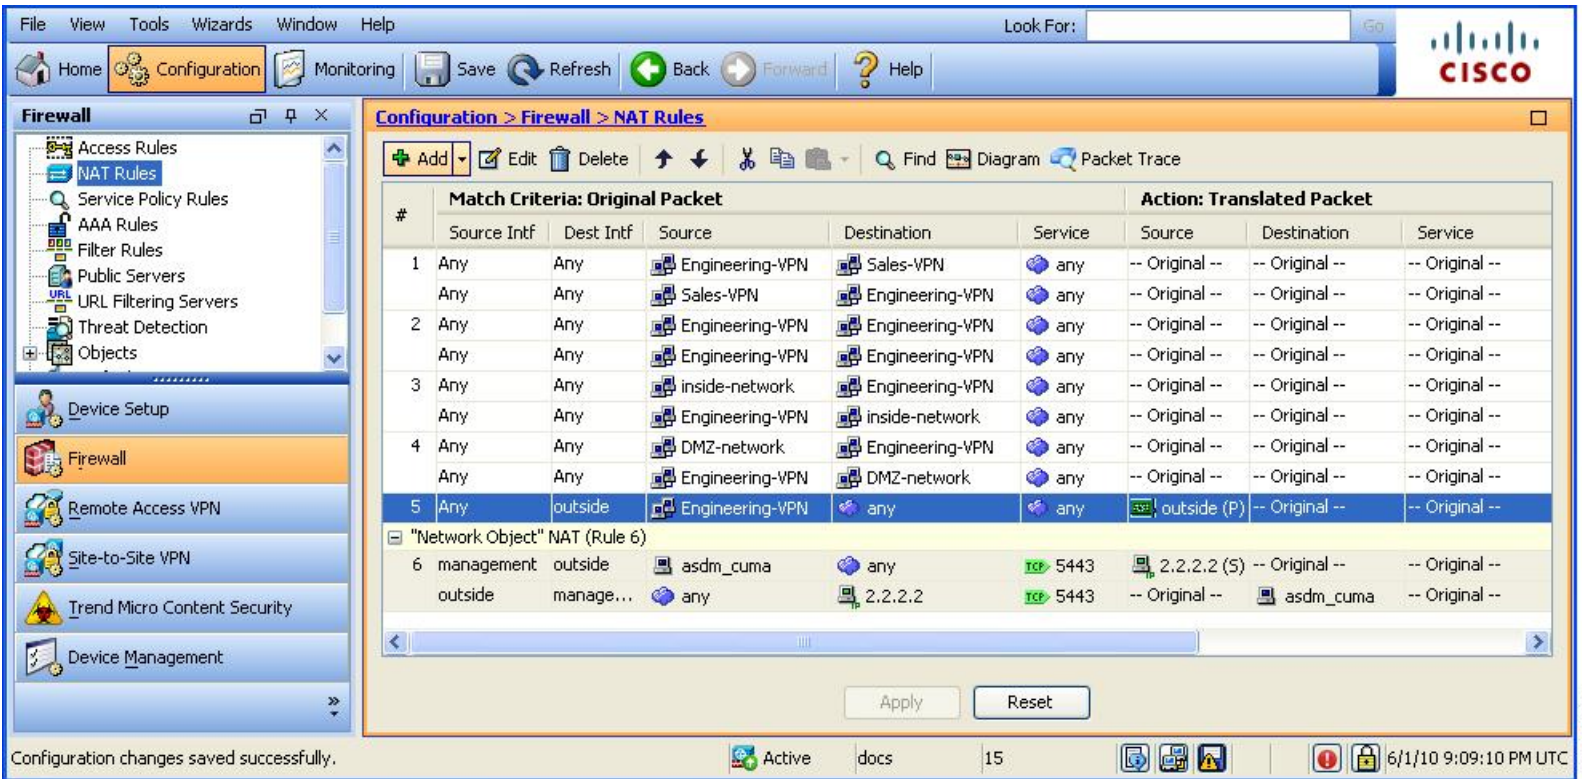 File View Tools Wizards Window Help Look For: Go
Home Configuration Monitoring Save Refresh Back Forward Help
CISCO
Firewall
Access Rules
NAT Rules
Service Policy Rules
AAA Rules
Filter Rules
Public Servers
URL Filtering Servers
Threat Detection
Objects
Device Setup
Firewall
Remote Access VPN
Site-to-Site VPN
Trend Micro Content Security
Device Management
Configuration > Firewall > NAT Rules
Add Edit Delete Find Diagram Packet Trace
# Match Criteria: Original Packet Action: Translated Packet
Source Intf Dest Intf Source Destination Service Source Destination Service
1 Any Any Engineering-VPN Sales-VPN any -- Original -- -- Original -- -- Original --
Any Any Sales-VPN Engineering-VPN any -- Original -- -- Original -- -- Original --
2 Any Any Engineering-VPN Engineering-VPN any -- Original -- -- Original -- -- Original --
Any Any Engineering-VPN Engineering-VPN any -- Original -- -- Original -- -- Original --
3 Any Any inside-network Engineering-VPN any -- Original -- -- Original -- -- Original --
Any Any Engineering-VPN inside-network any -- Original -- -- Original -- -- Original --
4 Any Any DMZ-network Engineering-VPN any -- Original -- -- Original -- -- Original --
Any Any Engineering-VPN DMZ-network any -- Original -- -- Original -- -- Original --
5 Any outside Engineering-VPN any any outside (P) -- Original -- -- Original --
"Network Object" NAT (Rule 6)
6 management outside asdm_cuma any TCP 5443 2.2.2.2 (S) -- Original -- -- Original --
outside manage... any 2.2.2.2 TCP 5443 -- Original -- asdm_cuma -- Original --
Apply Reset
Configuration changes saved successfully. Active docs 15 6/1/10 9:09:10 PM UTC